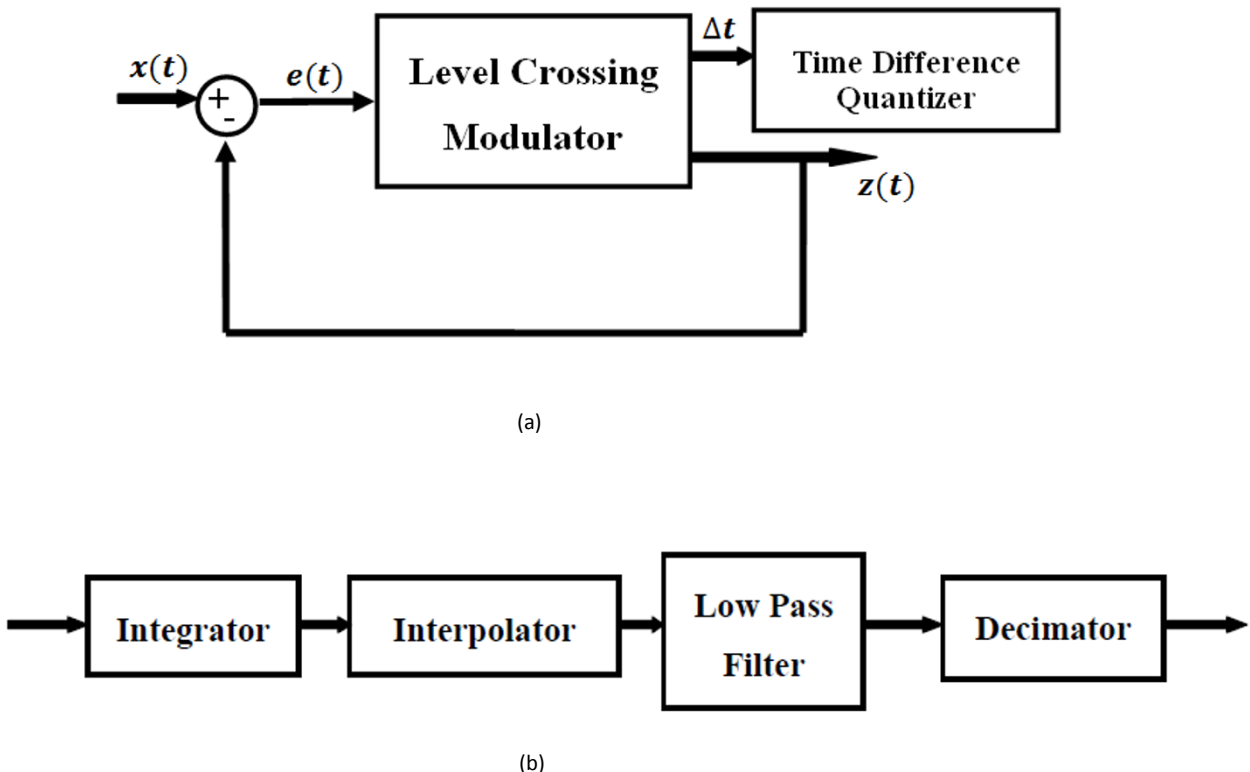 x(t)
+
-
e(t)
Level Crossing
Modulator
Δt
Time Difference
Quantizer
z(t)
(a)
Integrator
Interpolator
Low Pass
Filter
Decimator
(b)